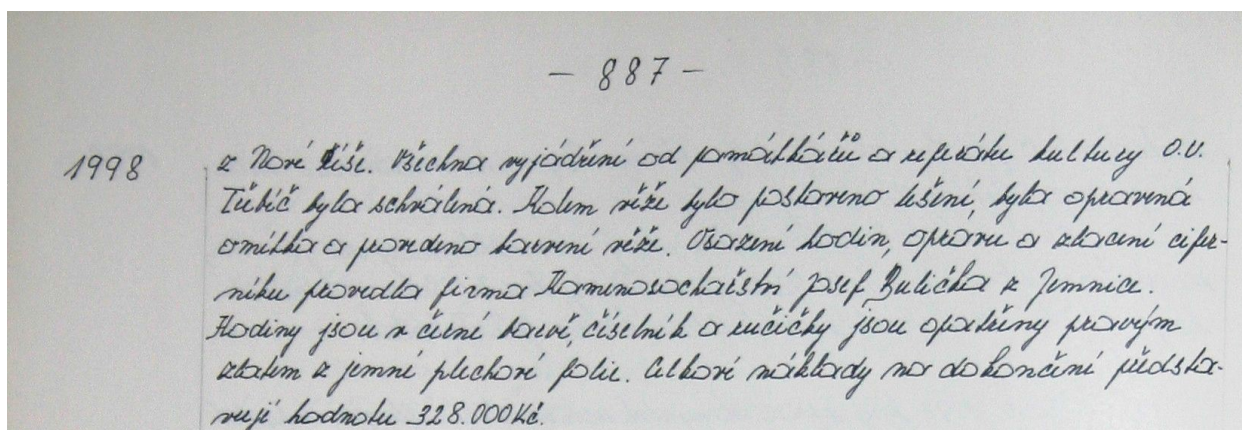 - 887 -
1998
z Nové Říše. Všechna vyjádření od památkářů a referátu kultury O.Ú.
Třebíč byla schválena. Kolem věže bylo postaveno lešení, byla opravená
omítka a provedeno barvení věže. Osazení hodin, opravu a zlacení cifer-
níku provedla firma Kamenosochařství Josef Bulička z Jemnice.
Hodiny jsou v černé barvě, číselník a ručičky jsou opatřeny pravým
zlatem z jemné plechové folie. Celkové náklady na dokončení předsta-
vují hodnotu 328.000 Kč.